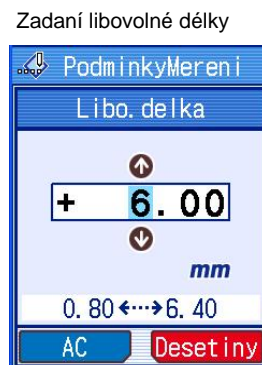 Zadaní libovolné délky
PodminkyMereni
Libo.delka
+ 6.00
mm
0.80 ↔ 6.40
AC Desetiny